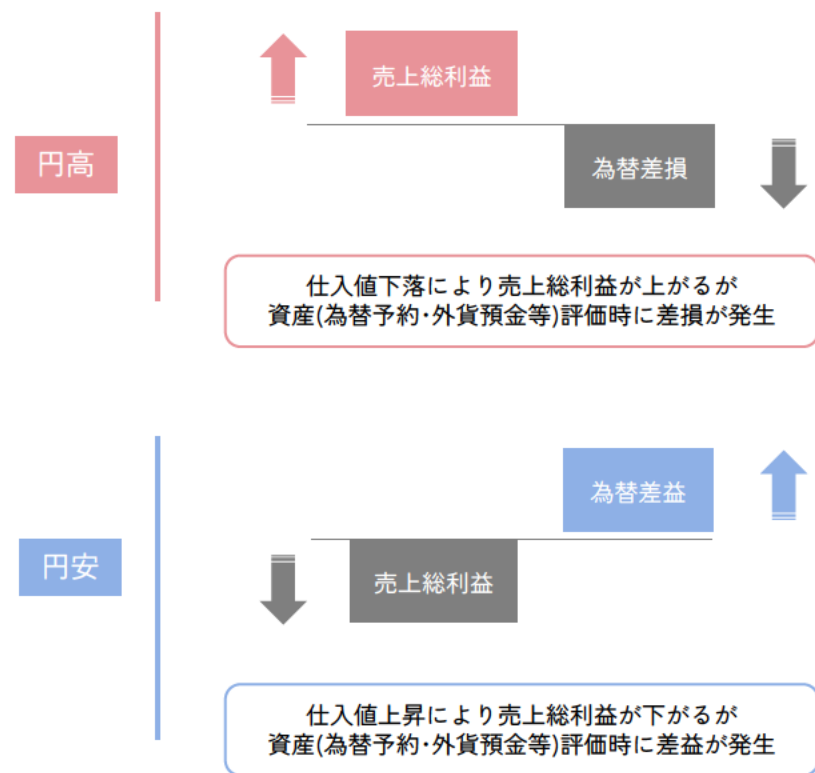 売上総利益
円高
為替差損
仕入値下落により売上総利益が上がるが
資産(為替予約･外貨預金等)評価時に差損が発生
為替差益
円安
売上総利益
仕入値上昇により売上総利益が下がるが
資産(為替予約･外貨預金等)評価時に差益が発生